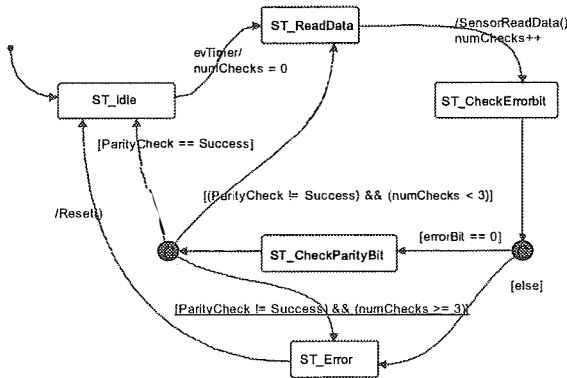 ST_ReadData
/SensorReadData()
numChecks++
evTimer/
numChecks = 0
ST_Idle
ST_CheckErrorbit
[ParityCheck == Success]
[(ParityCheck != Success) && (numChecks < 3)]
/Reset()
[errorBit == 0]
ST_CheckParityBit
[else]
[ParityCheck != Success) && (numChecks >= 3)]
ST_Error